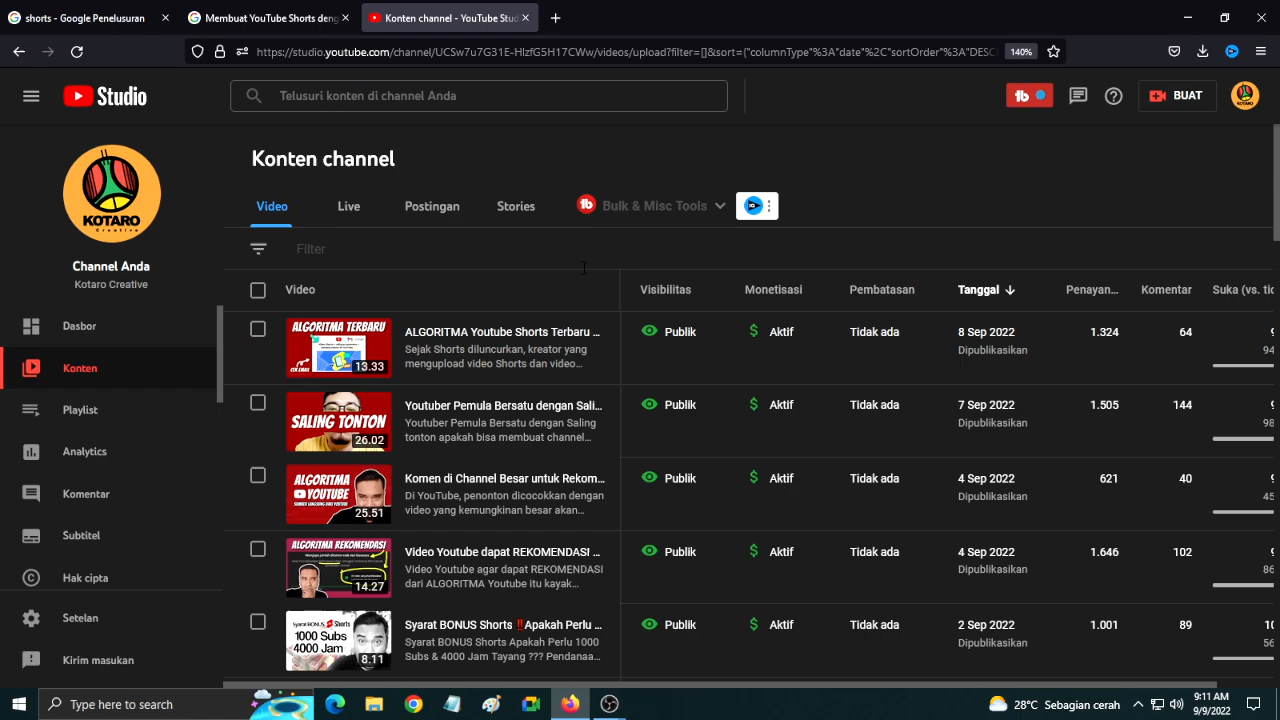 shorts - Google Penelusuran
Membuat YouTube Shorts deng
Konten channel - YouTube Stud
https://studio.youtube.com/channel/UCSw7u7G31E-HIzfG5H17CWw/videos/upload?filter=[]&sort={"columnType"%3A"date"%2C"sortOrder"%3A"DESC
140%
Studio
Telusuri konten di channel Anda
BUAT
KOTARO
KOTARO
Creative
Channel Anda
Kotaro Creative
Dasbor
Konten
Playlist
Analytics
Komentar
Subtitel
Hak cipta
Setelan
Kirim masukan
Konten channel
Video Live Postingan Stories Bulk & Misc Tools
Filter
Video Visibilitas Monetisasi Pembatasan Tanggal Penayan... Komentar Suka (vs. tid
ALGORITMA TERBARU
13.33
ALGORITMA Youtube Shorts Terbaru ... Publik Aktif Tidak ada 8 Sep 2022 1.324 64
Sejak Shorts diluncurkan, kreator yang Dipublikasikan 94
mengupload video Shorts dan video...
SALING TONTON
26.02
Youtuber Pemula Bersatu dengan Sali... Publik Aktif Tidak ada 7 Sep 2022 1.505 144
Youtuber Pemula Bersatu dengan Saling Dipublikasikan 98
tonton apakah bisa membuat channel...
ALGORITMA
YOUTUBE
25.51
Komen di Channel Besar untuk Rekom... Publik Aktif Tidak ada 4 Sep 2022 621 40
Di YouTube, penonton dicocokkan dengan Dipublikasikan 45
video yang kemungkinan besar akan...
ALGORITMA REKOMENDASI
14.27
Video Youtube dapat REKOMENDASI ... Publik Aktif Tidak ada 4 Sep 2022 1.646 182
Video Youtube agar dapat REKOMENDASI Dipublikasikan 86
dari ALGORITMA Youtube itu kayak...
Syarat BONUS Shorts
1000 Subs
4000 Jam
8.11
Syarat BONUS Shorts ‼️Apakah Perlu ... Publik Aktif Tidak ada 2 Sep 2022 1.001 89 10
Syarat BONUS Shorts Apakah Perlu 1000 Dipublikasikan 56
Subs & 4000 Jam Tayang ??? Pendanaa...
Type here to search
28°C Sebagian cerah
9:11 AM
9/9/2022